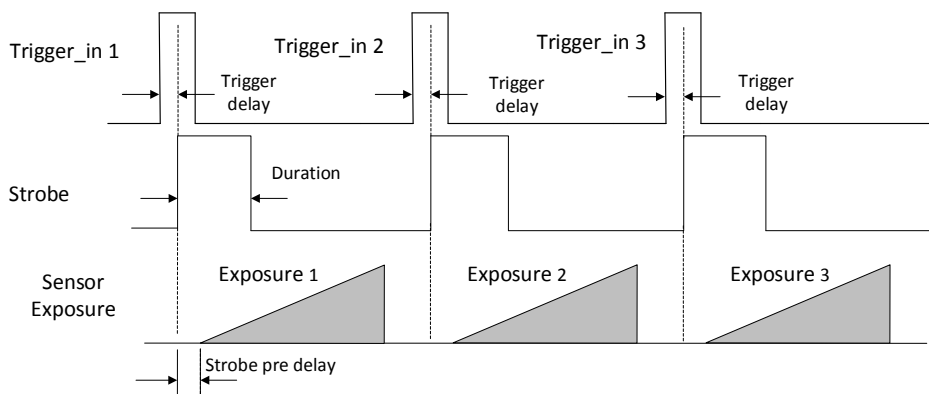 Trigger_in 1
Trigger_in 2
Trigger_in 3
Trigger
delay
Trigger
delay
Trigger
delay
Strobe
Duration
Sensor
Exposure
Exposure 1
Exposure 2
Exposure 3
Strobe pre delay